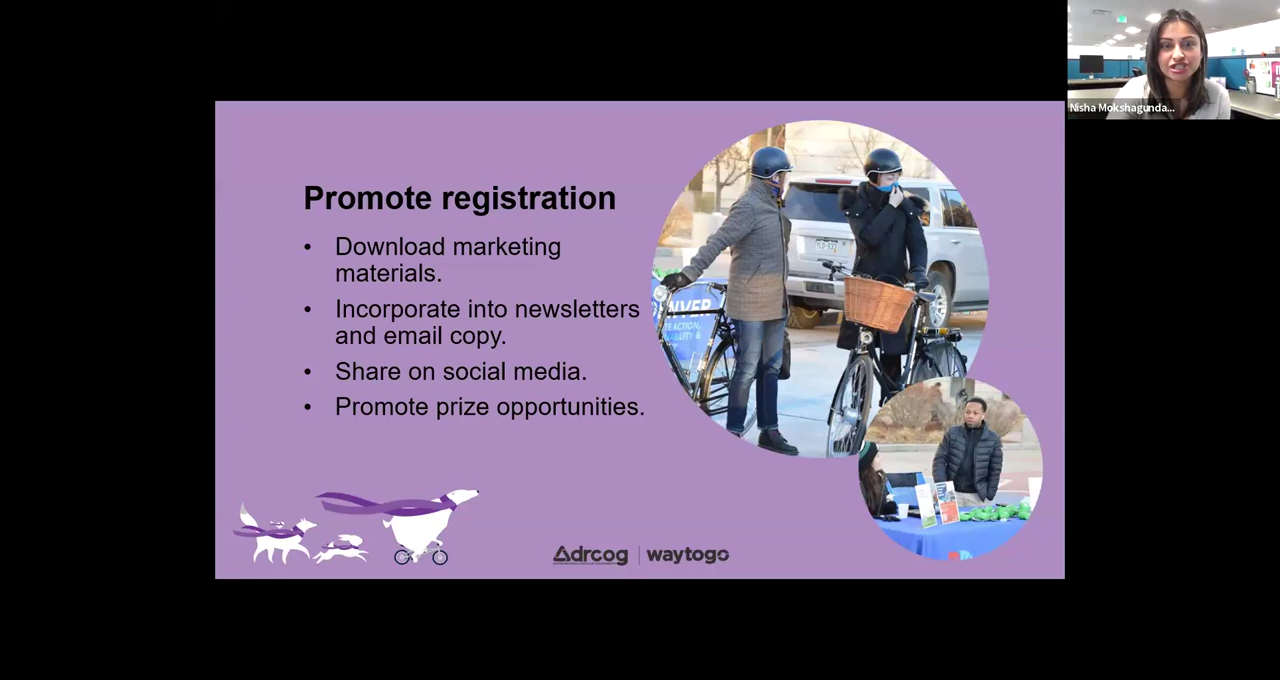 Nisha Mokshagunda...
Promote registration
• Download marketing
materials.
• Incorporate into newsletters
and email copy.
• Share on social media.
• Promote prize opportunities.
drcog | waytogo